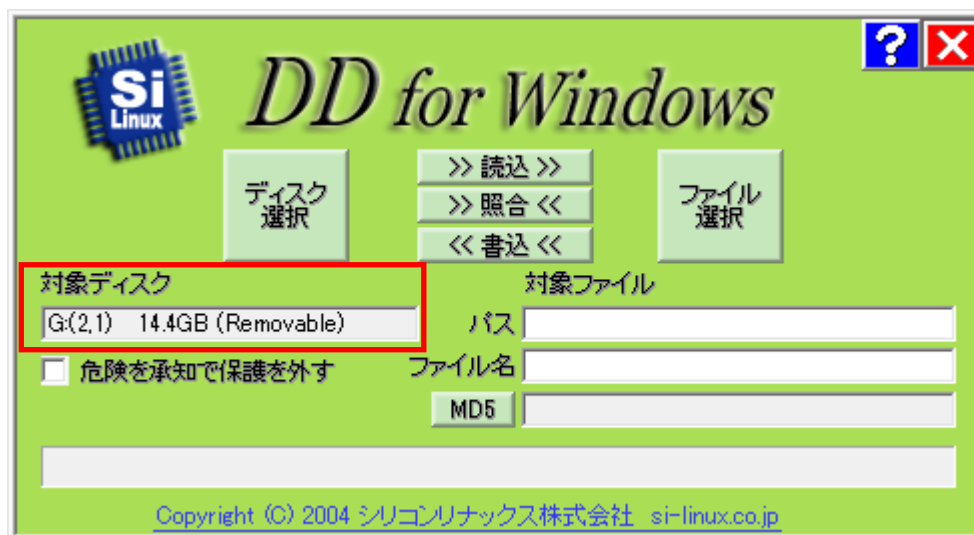 Si
Linux
DD for Windows
?
ディスク
選択
>> 読込 >>
>> 照合 <<
<< 書込 <<
ファイル
選択
対象ディスク
G:(2,1) 14.4GB (Removable)
危険を承知で保護を外す
対象ファイル
パス
ファイル名
MD5
Copyright (C) 2004 シリコンリナックス株式会社 si-linux.co.jp